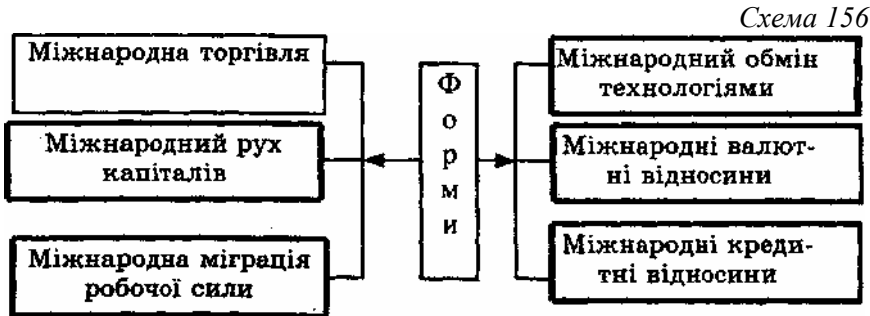 Схема 156
Міжнародна торгівля
Міжнародний рух
капіталів
Міжнародна міграція
робочої сили
Ф
о
р
м
и
Міжнародний обмін
технологіями
Міжнародні валют-
ні відносини
Міжнародні креди-
тні відносини